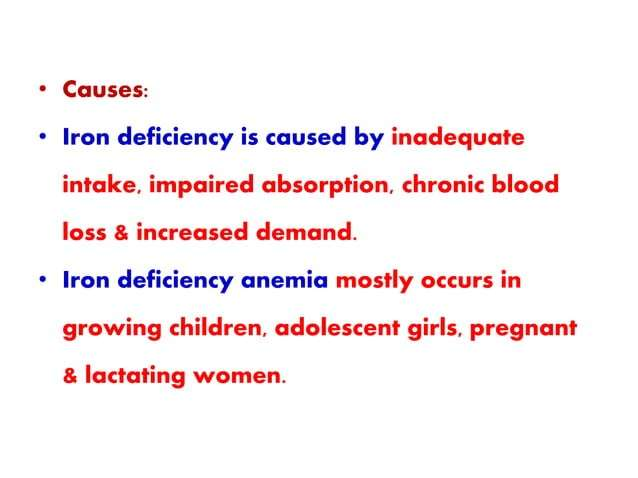 • Causes:
• Iron deficiency is caused by inadequate
intake, impaired absorption, chronic blood
loss & increased demand.
• Iron deficiency anemia mostly occurs in
growing children, adolescent girls, pregnant
& lactating women.